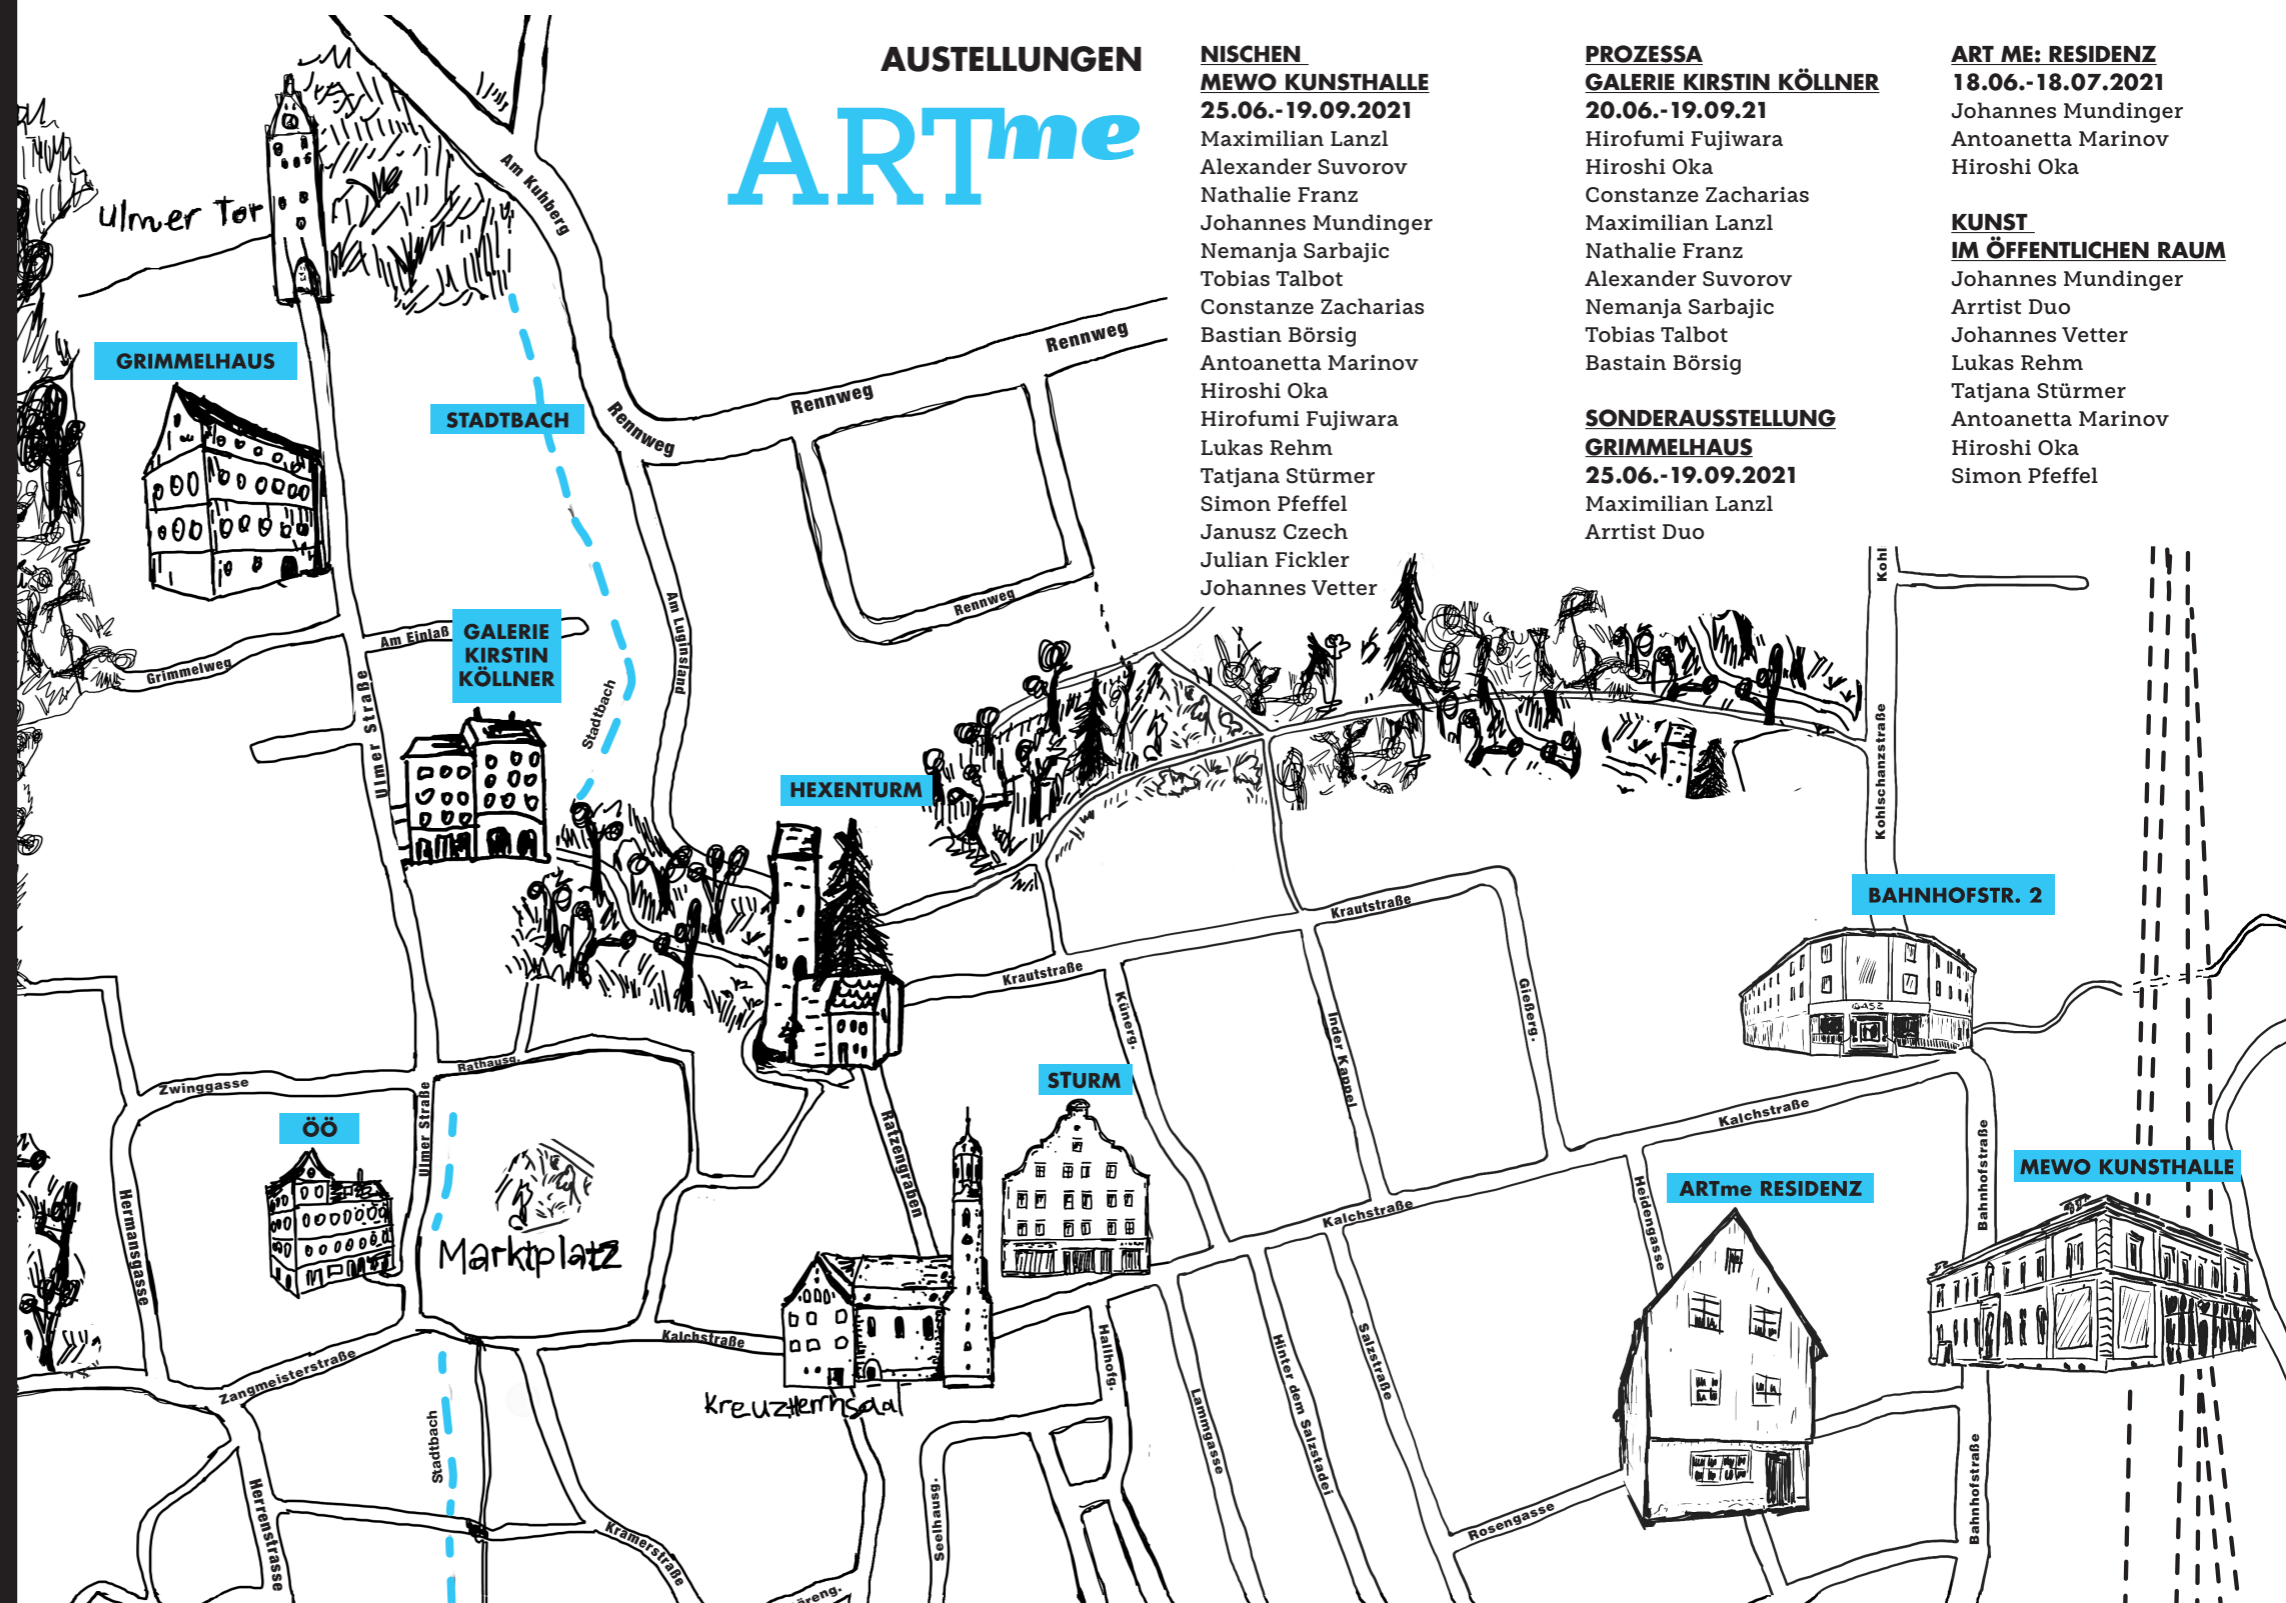 AUSTELLUNGEN
ARTme
NISCHEN
MEWO KUNSTHALLE
25.06.-19.09.2021
Maximilian Lanzl
Alexander Suvorov
Nathalie Franz
Johannes Mundinger
Nemanja Sarbajic
Tobias Talbot
Constanze Zacharias
Bastian Börsig
Antoanetta Marinov
Hiroshi Oka
Hirofumi Fujiwara
Lukas Rehm
Tatjana Stürmer
Simon Pfeffel
Janusz Czech
Julian Fickler
Johannes Vetter
PROZESSA
GALERIE KIRSTIN KÖLLNER
20.06.-19.09.21
Hirofumi Fujiwara
Hiroshi Oka
Constanze Zacharias
Maximilian Lanzl
Nathalie Franz
Alexander Suvorov
Nemanja Sarbajic
Tobias Talbot
Bastain Börsig
SONDERAUSSTELLUNG
GRIMMELHAUS
25.06.-19.09.2021
Maximilian Lanzl
Arrtist Duo
ART ME: RESIDENZ
18.06.-18.07.2021
Johannes Mundinger
Antoanetta Marinov
Hiroshi Oka
KUNST
IM ÖFFENTLICHEN RAUM
Johannes Mundinger
Arrtist Duo
Johannes Vetter
Lukas Rehm
Tatjana Stürmer
Antoanetta Marinov
Hiroshi Oka
Simon Pfeffel
Ulmer Tor
Am Kuhberg
GRIMMELHAUS
STADTBACH
Rennweg
Rennweg
Rennweg
Rennweg
Am Luginsland
Am Einlaß
Grimmelweg
GALERIE
KIRSTIN
KÖLLNER
Ulmer Straße
Stadtbach
HEXENTURM
Kohl
Kohlschanzstraße
BAHNHOFSTR. 2
Krautstraße
Krautstraße
Künerg.
Inder Kappel
Gießerg.
Zwinggasse
Rathausg.
Ulmer Straße
ÖÖ
Marktplatz
Hermansgasse
Ratzengraben
STURM
Kalchstraße
Kalchstraße
Kalchstraße
Heidengasse
ARTme RESIDENZ
Bahnhofstraße
MEWO KUNSTHALLE
Zangmeisterstraße
Kreuzherrnsaal
Hallhofg.
Lammgasse
Hinter dem Salzstadel
Salzstraße
Stadtbach
Herrenstrasse
Kramerstraße
Seelhausg.
Rosengasse
Bahnhofstraße